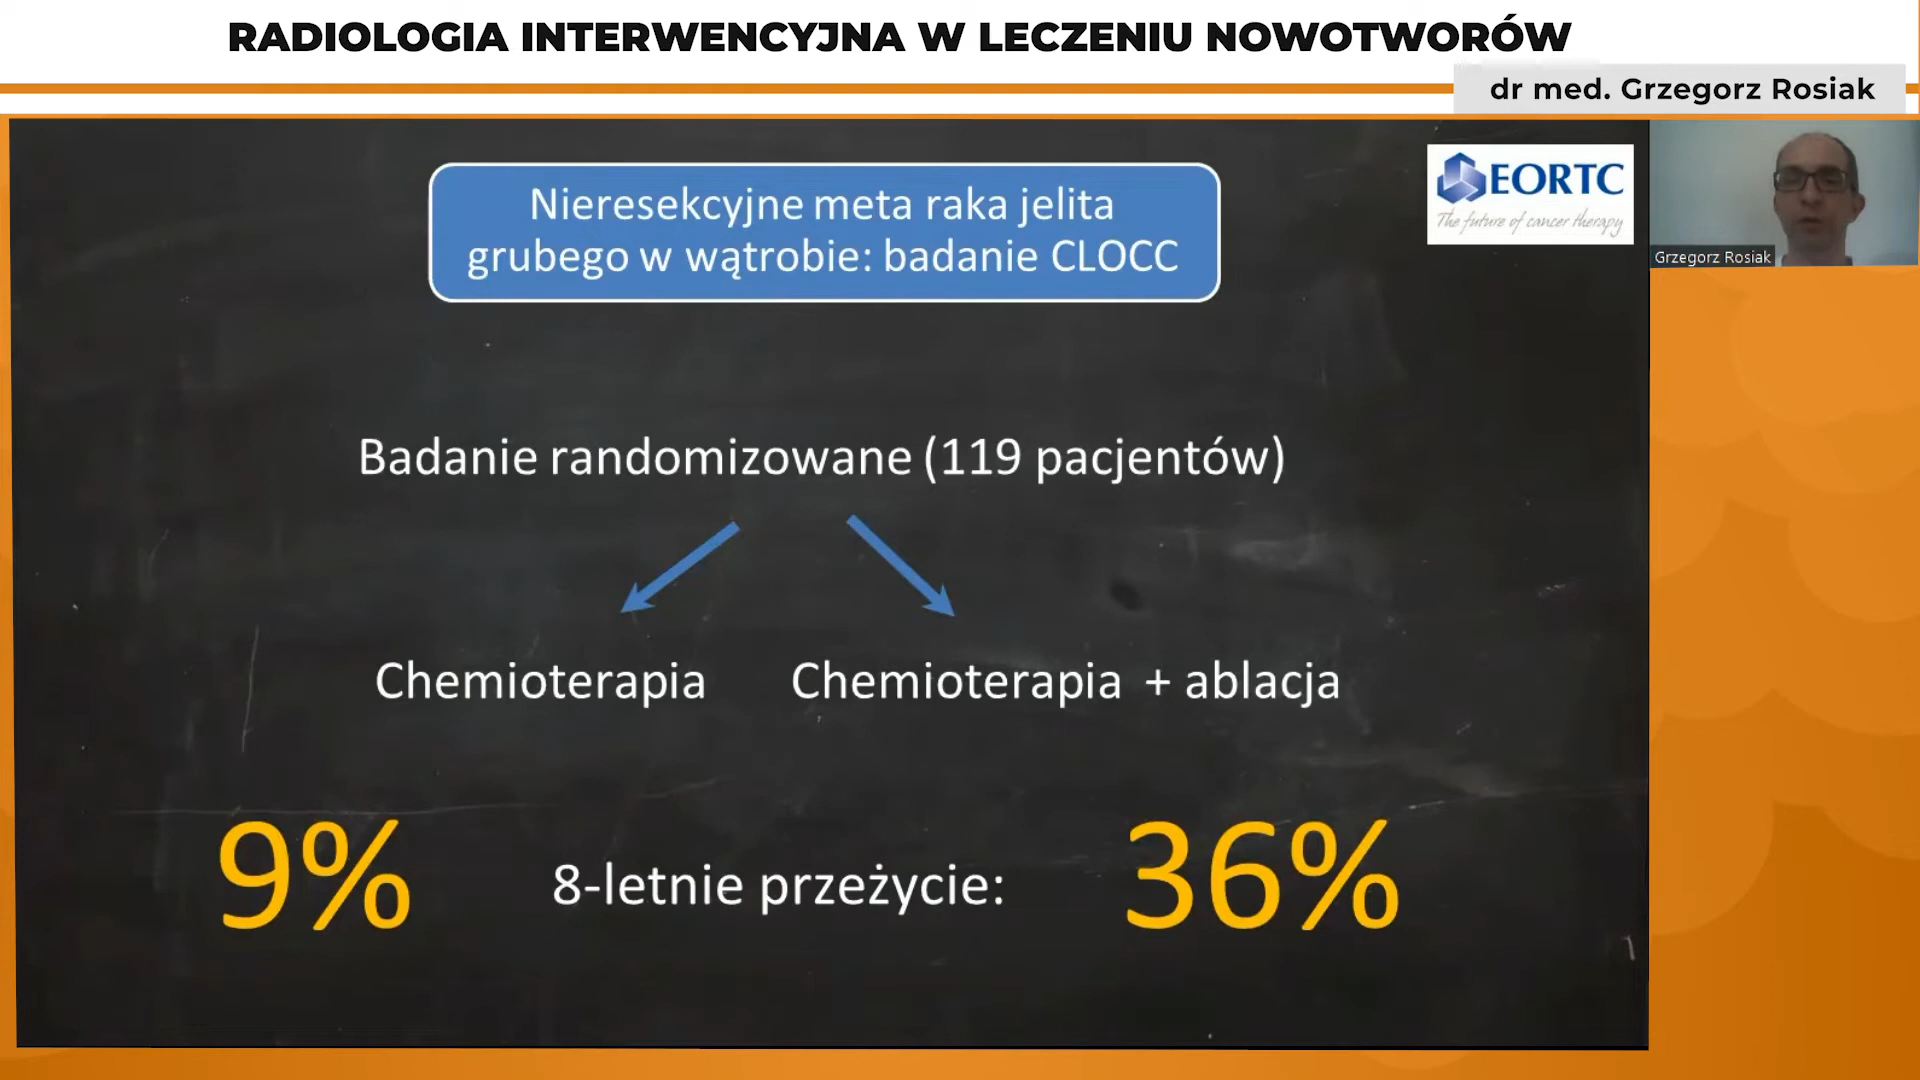 RADIOLOGIA INTERWENCYJNA W LECZENIU NOWOTWORÓW
dr med. Grzegorz Rosiak
Nieresekcyjne meta raka jelita
grubego w wątrobie: badanie CLOCC
EORTC
The future of cancer therapy
Grzegorz Rosiak
Badanie randomizowane (119 pacjentów)
Chemioterapia
Chemioterapia + ablacja
9%
8-letnie przeżycie:
36%